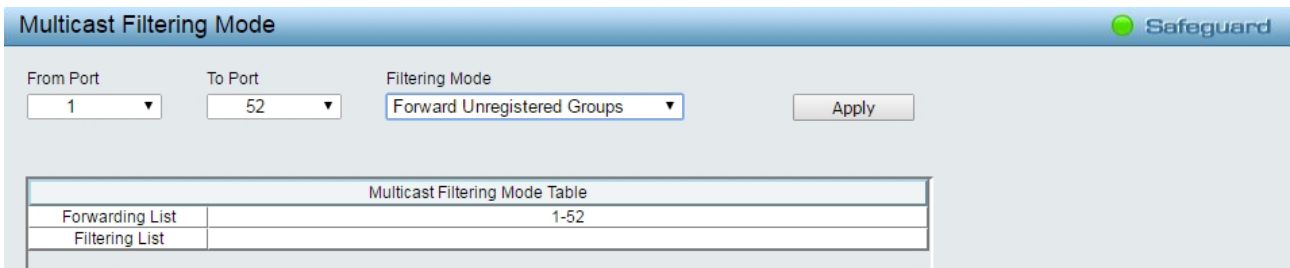 Multicast Filtering Mode
Safeguard
From Port To Port Filtering Mode
1 52 Forward Unregistered Groups Apply
Multicast Filtering Mode Table
Forwarding List 1-52
Filtering List